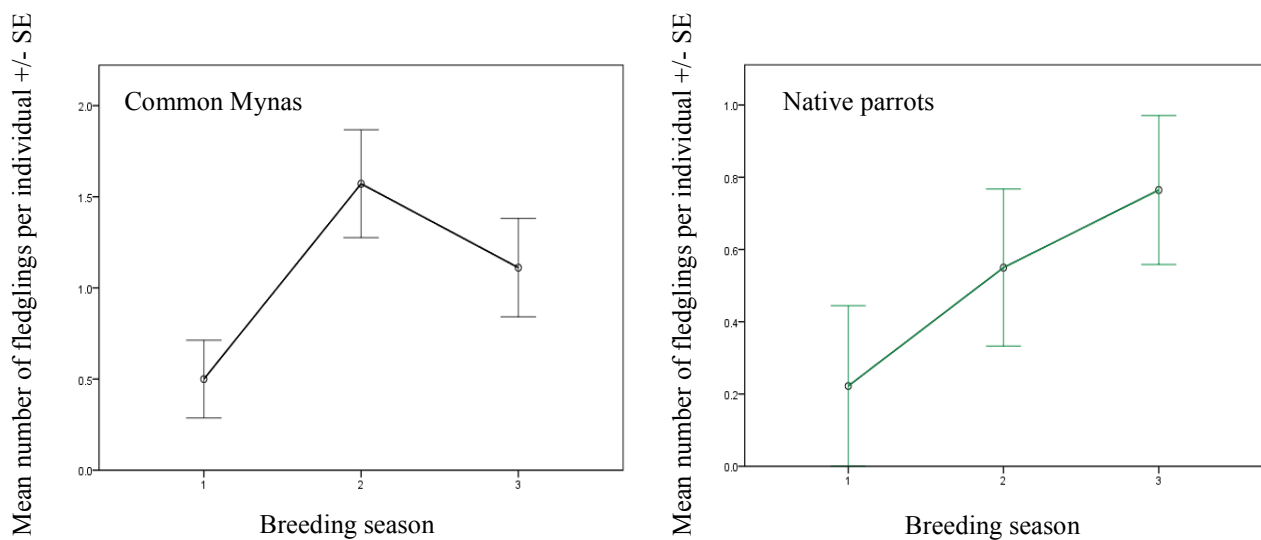 Mean number of fledglings per individual +/- SE
Common Mynas
2.0
1.5
1.0
0.5
0.0
1 2 3
Breeding season
Mean number of fledglings per individual +/- SE
Native parrots
1.0
0.8
0.6
0.4
0.2
0.0
1 2 3
Breeding season